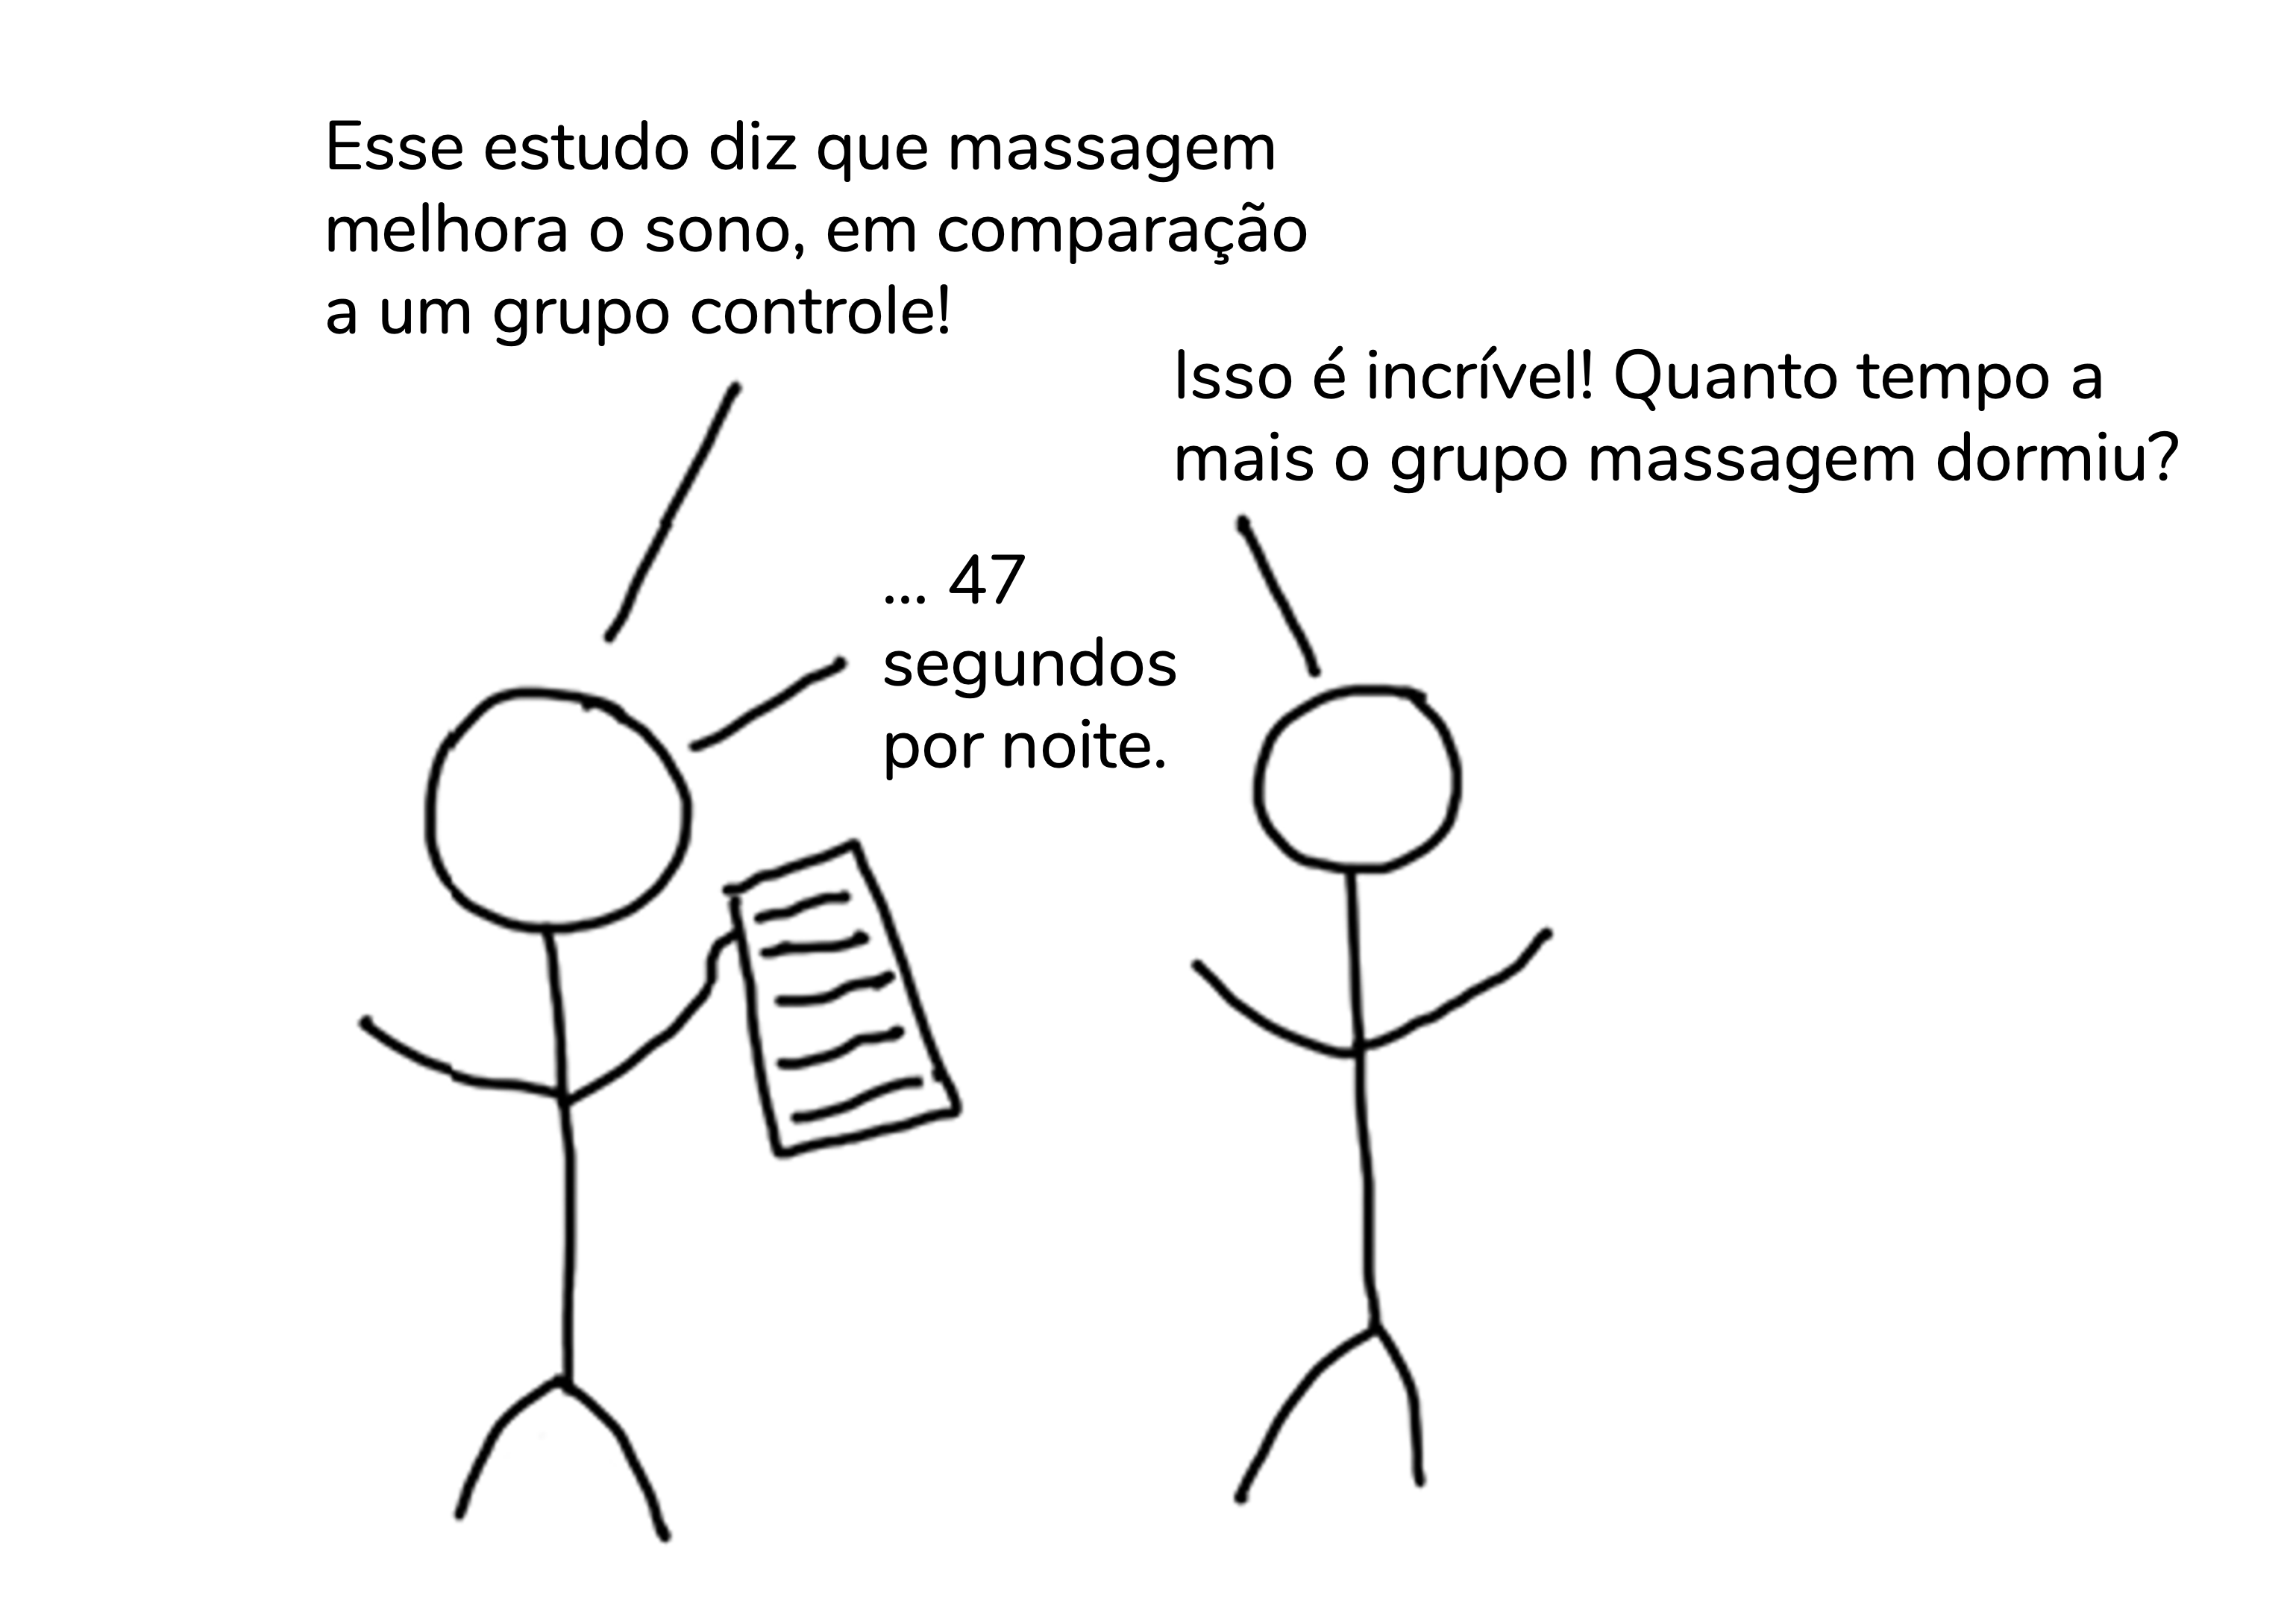 Esse estudo diz que massagem
melhora o sono, em comparação
a um grupo controle!
Isso é incrível! Quanto tempo a
mais o grupo massagem dormiu?
... 47
segundos
por noite.